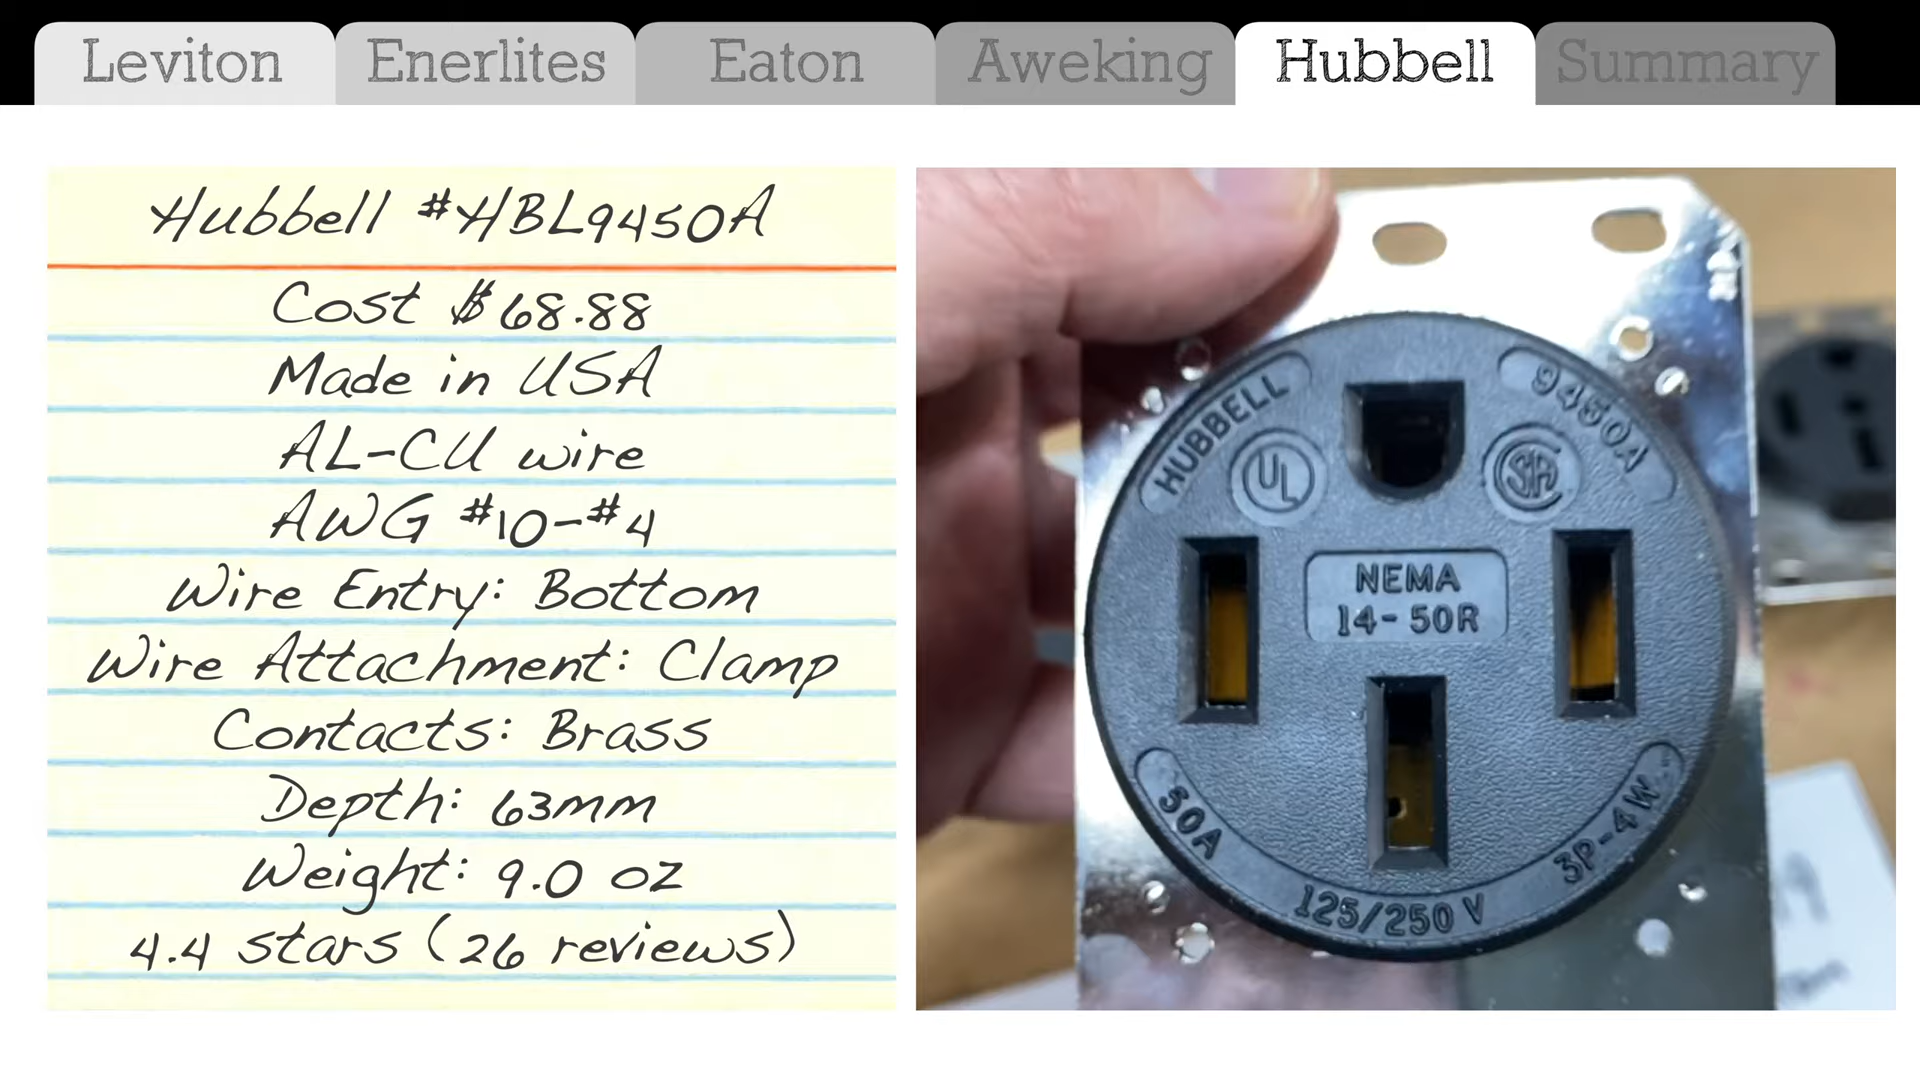 Leviton
Enerlites
Eaton
Aweking
Hubbell
Summary
Hubbell #HBL9450A
Cost $68.88
Made in USA
AL-CU wire
AWG #10-#4
Wire Entry: Bottom
Wire Attachment: Clamp
Contacts: Brass
Depth: 63mm
Weight: 9.0 oz
4.4 stars (26 reviews)
HUBBELL
9450A
UL
SA
NEMA
14-50R
50A
125/250 V
3P-4W